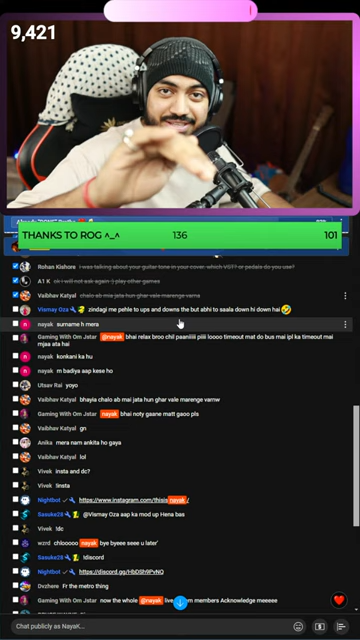 9,421
THANKS TO ROG ^_^ 136 101
Rohan Kishore i was talking about your guitar tone in your cover. which VST? or pedals do you use?
A1 K ok i will not ask again :) play other games
Vaibhav Katyal chalo ab mai jata hun ghar vale marenge varna
Vismay Oza zindagi me pehle to ups and downs the but abhi to saala down hi down hai 🤣
nayak surname h mera
Gaming With Om Jstar @nayak bhai relax broo chil paaniiii piiii loooo timeout mat do bus mai ipl ka timeout mai
mjaa ata hai
nayak konkani ka hu
nayak m badiya aap kese ho
Utsav Rai yoyo
Vaibhav Katyal bhayia chalo ab mai jata hun ghar vale marenge varnw
Gaming With Om Jstar nayak bhai noty gaane matt gaoo pls
Vaibhav Katyal gn
Anika mera nam ankita ho gaya
Vaibhav Katyal lol
Vivek insta and dc?
Vivek !insta
Nightbot https://www.instagram.com/thisisnayak/
Sasuke28 @Vismay Oza aap ka mod up Hena bas
Vivek !dc
wzrd chlooooo nayak bye byeee seee u later'
Sasuke28 !discord
Nightbot https://discord.gg/HbDSh9PvNQ
Dvzhere Fr the metro thing
Gaming With Om Jstar now the whole @nayak live members Acknowledge meeeee
Chat publicly as NayaK...